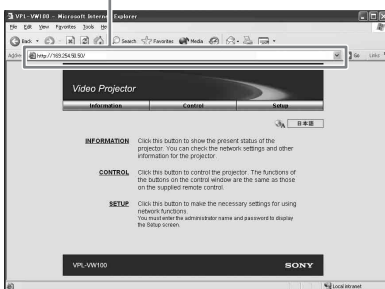 VPL-VW100 - Microsoft Internet Explorer
File Edit View Favorites Tools Help
Back Search Favorites Media
http://169.254.50.50/ Go
Video Projector
Information Control Setup
日本語
INFORMATION Click this button to show the present status of the
projector. You can check the network settings and other
information for the projector.
CONTROL Click this button to control the projector. The functions of
the buttons on the control window are the same as those
on the supplied remote control.
SETUP Click this button to make the necessary settings for using
network functions.
You must enter the administrator name and password to display
the Setup screen.
VPL-VW100 SONY
Local intranet